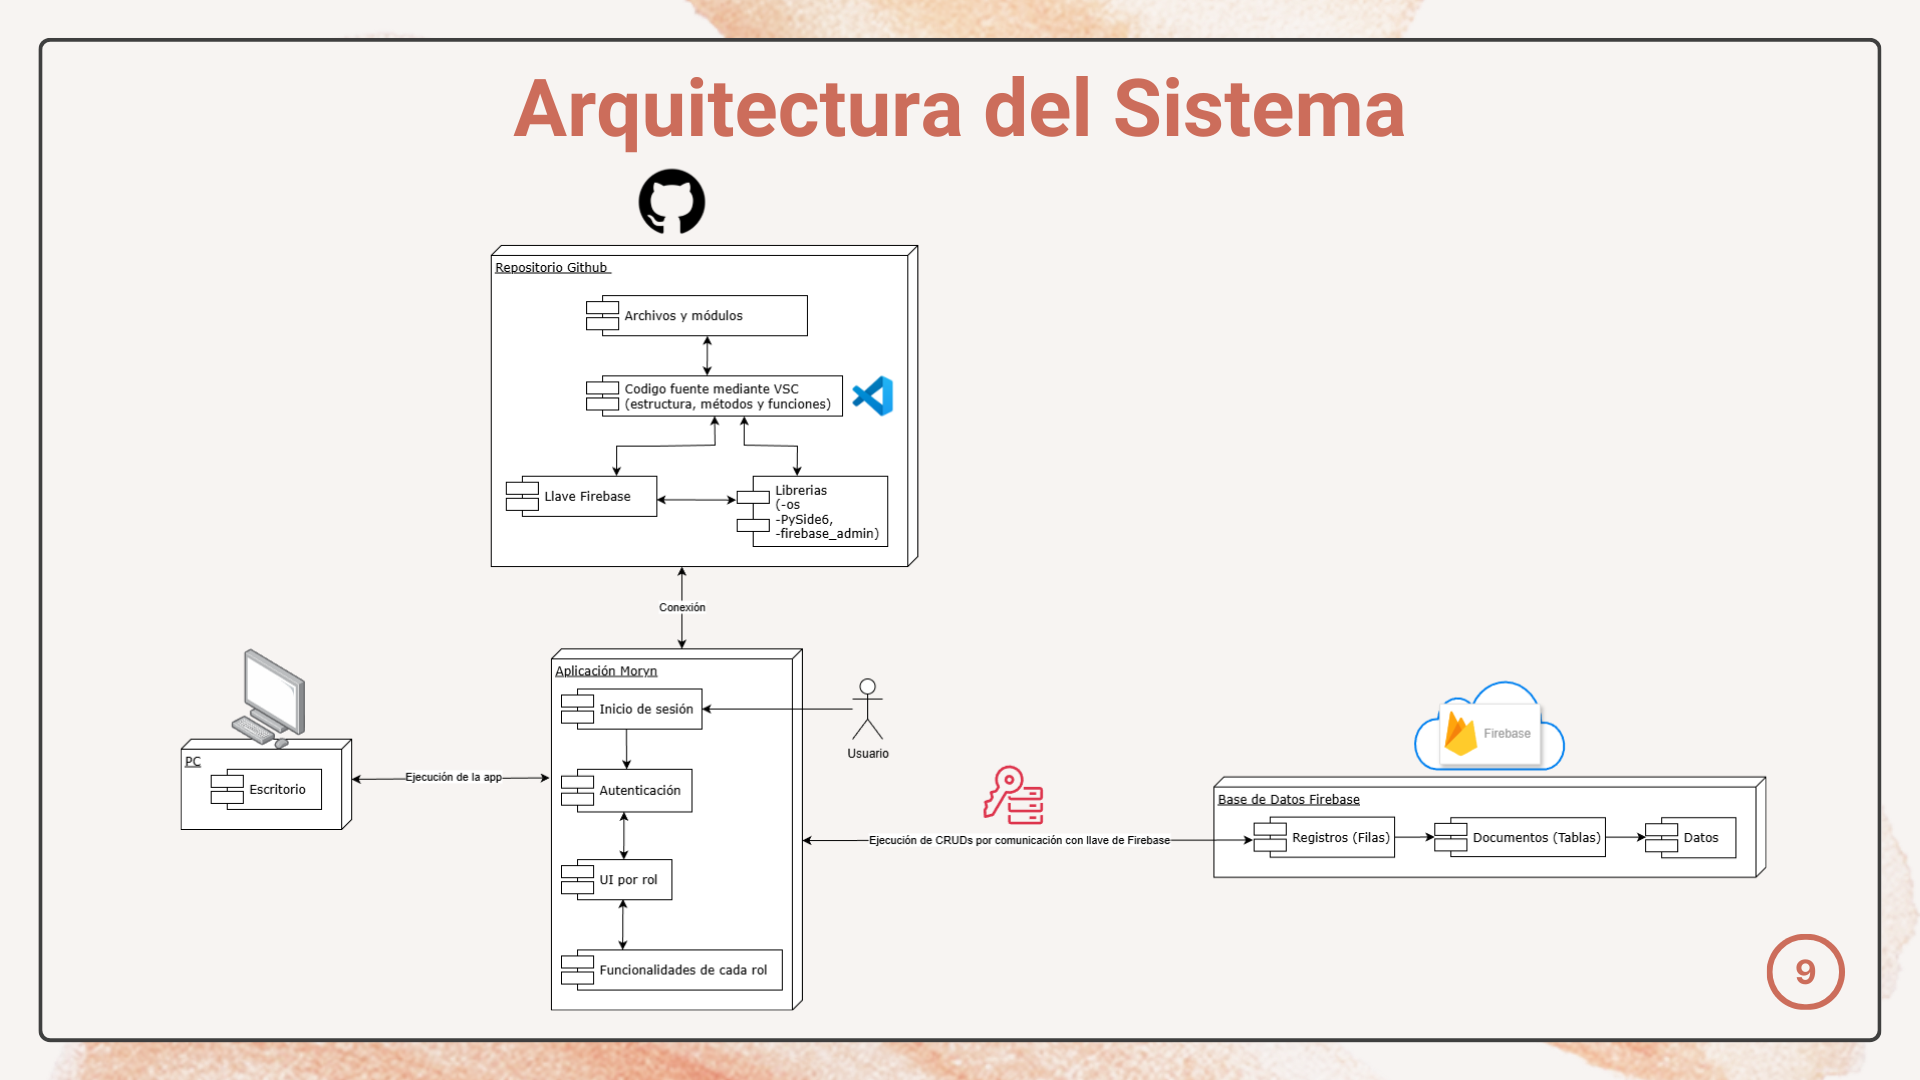 Arquitectura del Sistema
Repositorio Github
Archivos y módulos
Codigo fuente mediante VSC
(estructura, métodos y funciones)
Llave Firebase
Librerias
(-os
-PySide6,
-firebase_admin)
Conexión
Aplicación Moryn
Inicio de sesión
Usuario
PC
Escritorio
Ejecución de la app
Autenticación
UI por rol
Funcionalidades de cada rol
Ejecución de CRUDs por comunicación con llave de Firebase
Firebase
Base de Datos Firebase
Registros (Filas)
Documentos (Tablas)
Datos
9